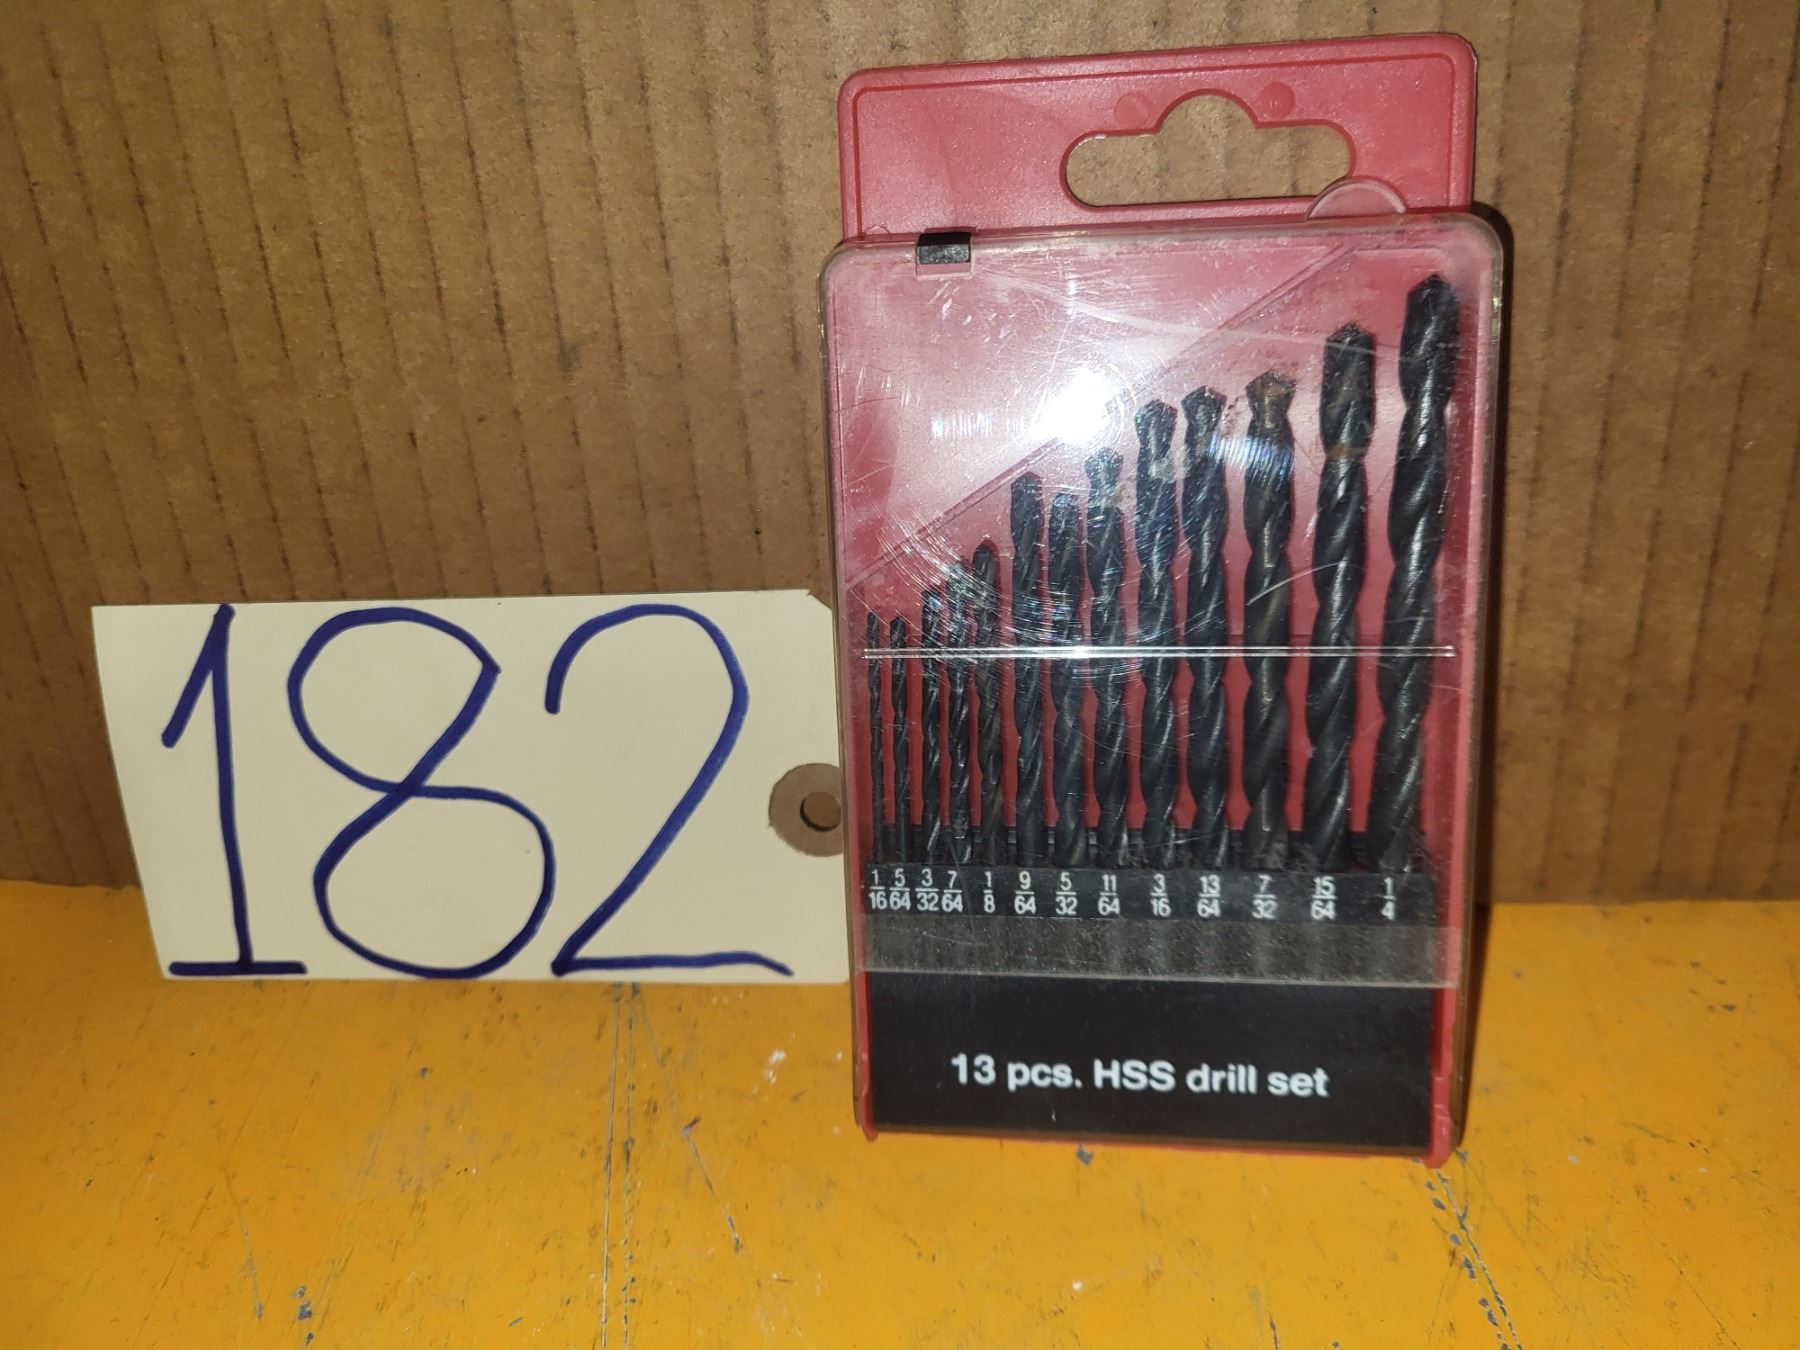 182
1/16 5/64 3/32 7/64 1/8 9/64 5/32 11/64 3/16 13/64 7/32 15/64 1/4
13 pcs. HSS drill set